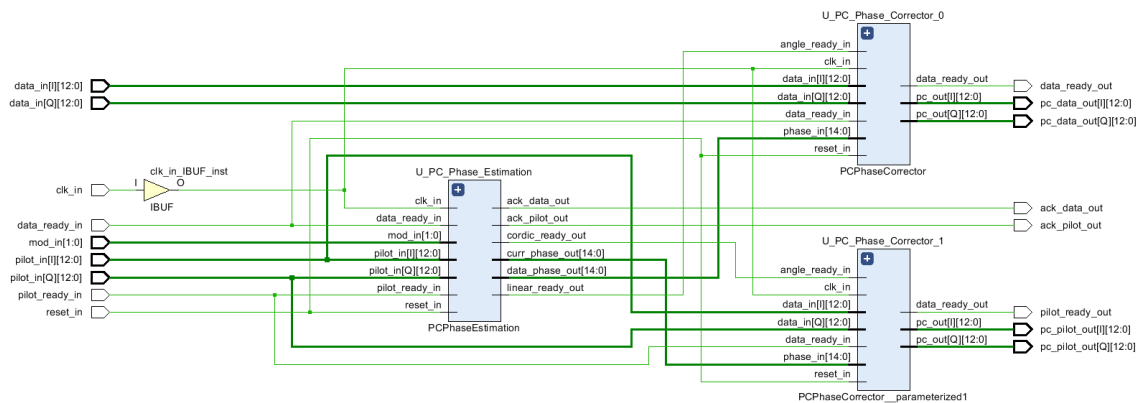 U_PC_Phase_Corrector_0
angle_ready_in
clk_in
data_in[I][12:0]
data_in[Q][12:0]
data_ready_in
phase_in[14:0]
reset_in
data_ready_out
pc_out[I][12:0]
pc_out[Q][12:0]
PCPhaseCorrector
data_in[I][12:0]
data_in[Q][12:0]
data_ready_out
pc_data_out[I][12:0]
pc_data_out[Q][12:0]
clk_in_IBUF_inst
clk_in
I
O
IBUF
data_ready_in
mod_in[1:0]
pilot_in[I][12:0]
pilot_in[Q][12:0]
pilot_ready_in
reset_in
U_PC_Phase_Estimation
clk_in
data_ready_in
mod_in[1:0]
pilot_in[I][12:0]
pilot_in[Q][12:0]
pilot_ready_in
reset_in
ack_data_out
ack_pilot_out
cordic_ready_out
curr_phase_out[14:0]
data_phase_out[14:0]
linear_ready_out
PCPhaseEstimation
ack_data_out
ack_pilot_out
U_PC_Phase_Corrector_1
angle_ready_in
clk_in
data_in[I][12:0]
data_in[Q][12:0]
data_ready_in
phase_in[14:0]
reset_in
data_ready_out
pc_out[I][12:0]
pc_out[Q][12:0]
PCPhaseCorrector__parameterized1
pilot_ready_out
pc_pilot_out[I][12:0]
pc_pilot_out[Q][12:0]